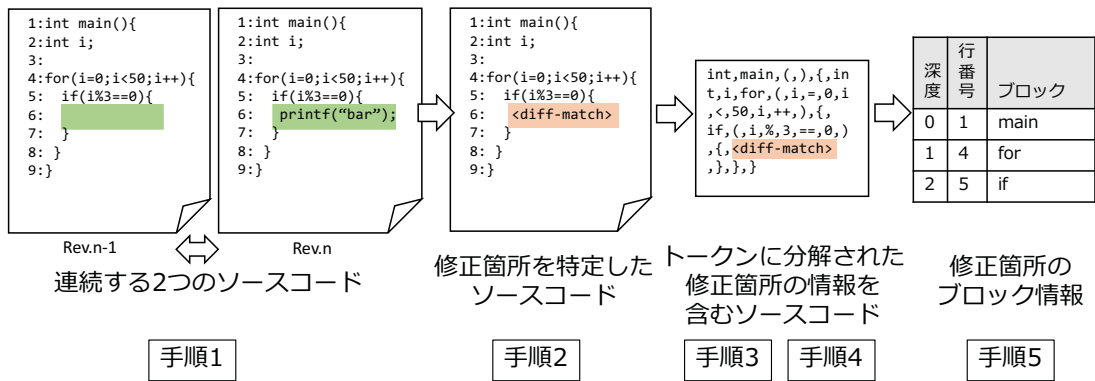 1:int main(){
2:int i;
3:
4:for(i=0;i<50;i++){
5:  if(i%3==0){
6:
7:  }
8: }
9:}
Rev.n-1
1:int main(){
2:int i;
3:
4:for(i=0;i<50;i++){
5:  if(i%3==0){
6:   printf(“bar”);
7:  }
8: }
9:}
Rev.n
連続する2つのソースコード
手順1
1:int main(){
2:int i;
3:
4:for(i=0;i<50;i++){
5:  if(i%3==0){
6:   <diff-match>
7:  }
8: }
9:}
修正箇所を特定した
ソースコード
手順2
int,main,(,),{,in
t,i,for,(,i,=,0,i
,<,50,i,++,),{,
if,(,i,%,3,==,0,)
,{,<diff-match>
,},},}
トークンに分解された
修正箇所の情報を
含むソースコード
手順3
手順4
深度 行番号 ブロック
0 1 main
1 4 for
2 5 if
修正箇所の
ブロック情報
手順5